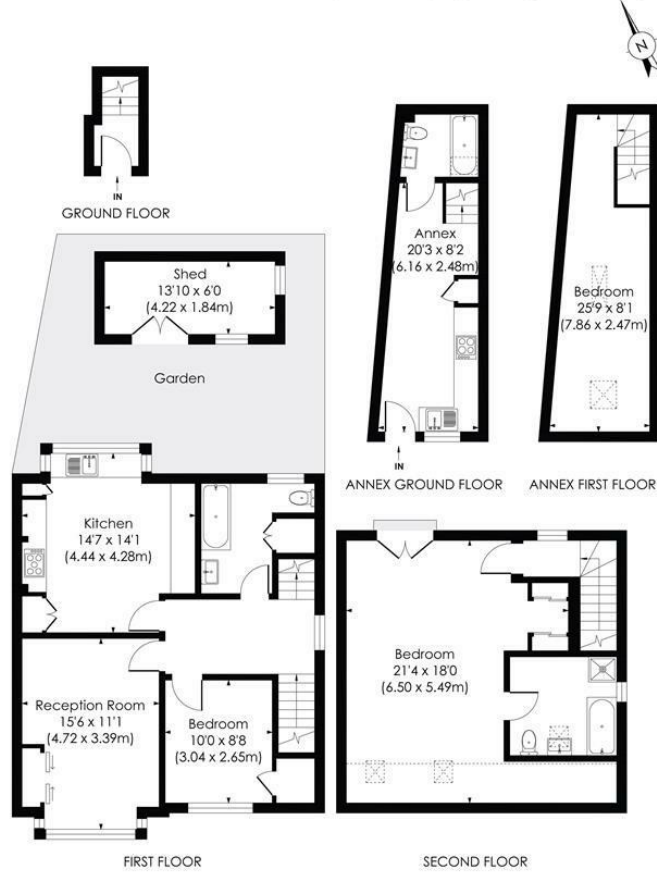 N
IN
GROUND FLOOR
Shed
13'10 x 6'0
(4.22 x 1.84m)
Garden
Annex
20'3 x 8'2
(6.16 x 2.48m)
IN
ANNEX GROUND FLOOR
Bedroom
25'9 x 8'1
(7.86 x 2.47m)
ANNEX FIRST FLOOR
Kitchen
14'7 x 14'1
(4.44 x 4.28m)
Reception Room
15'6 x 11'1
(4.72 x 3.39m)
Bedroom
10'0 x 8'8
(3.04 x 2.65m)
FIRST FLOOR
Bedroom
21'4 x 18'0
(6.50 x 5.49m)
SECOND FLOOR